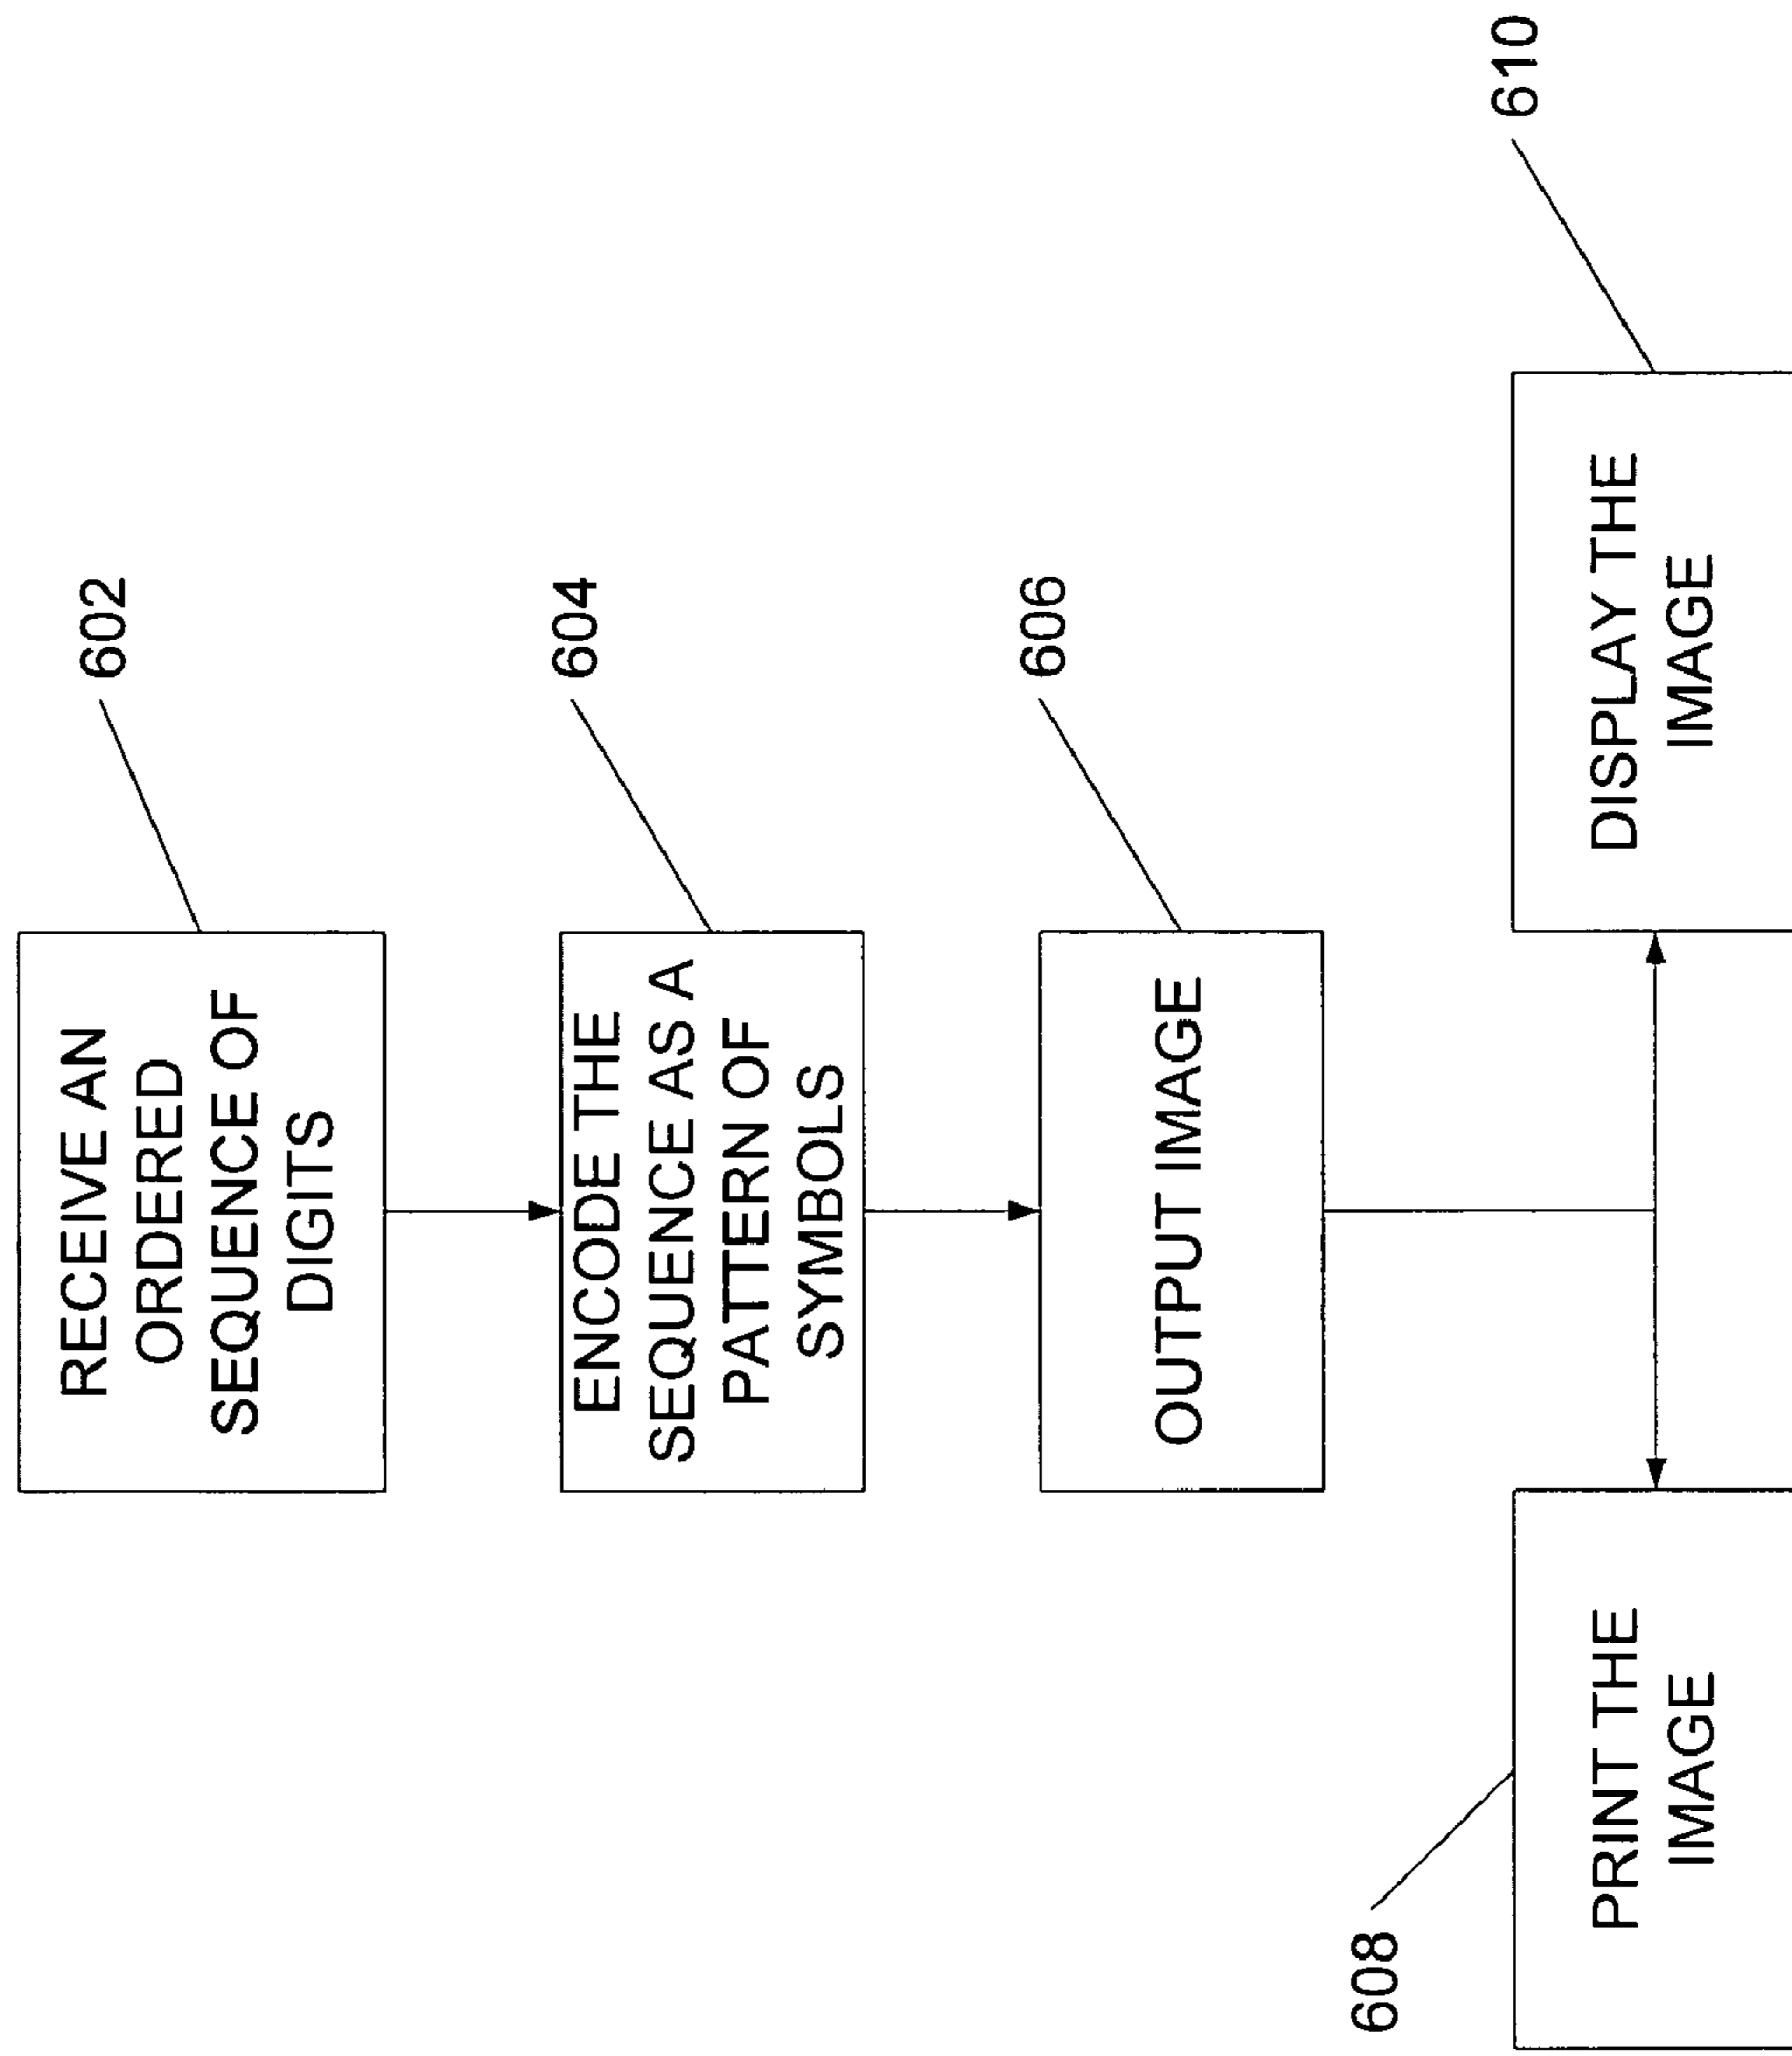 RECEIVE AN
ORDERED
SEQUENCE OF
DIGITS
602
ENCODE THE
SEQUENCE AS A
PATTERN OF
SYMBOLS
604
OUTPUT IMAGE
606
608
PRINT THE
IMAGE
610
DISPLAY THE
IMAGE